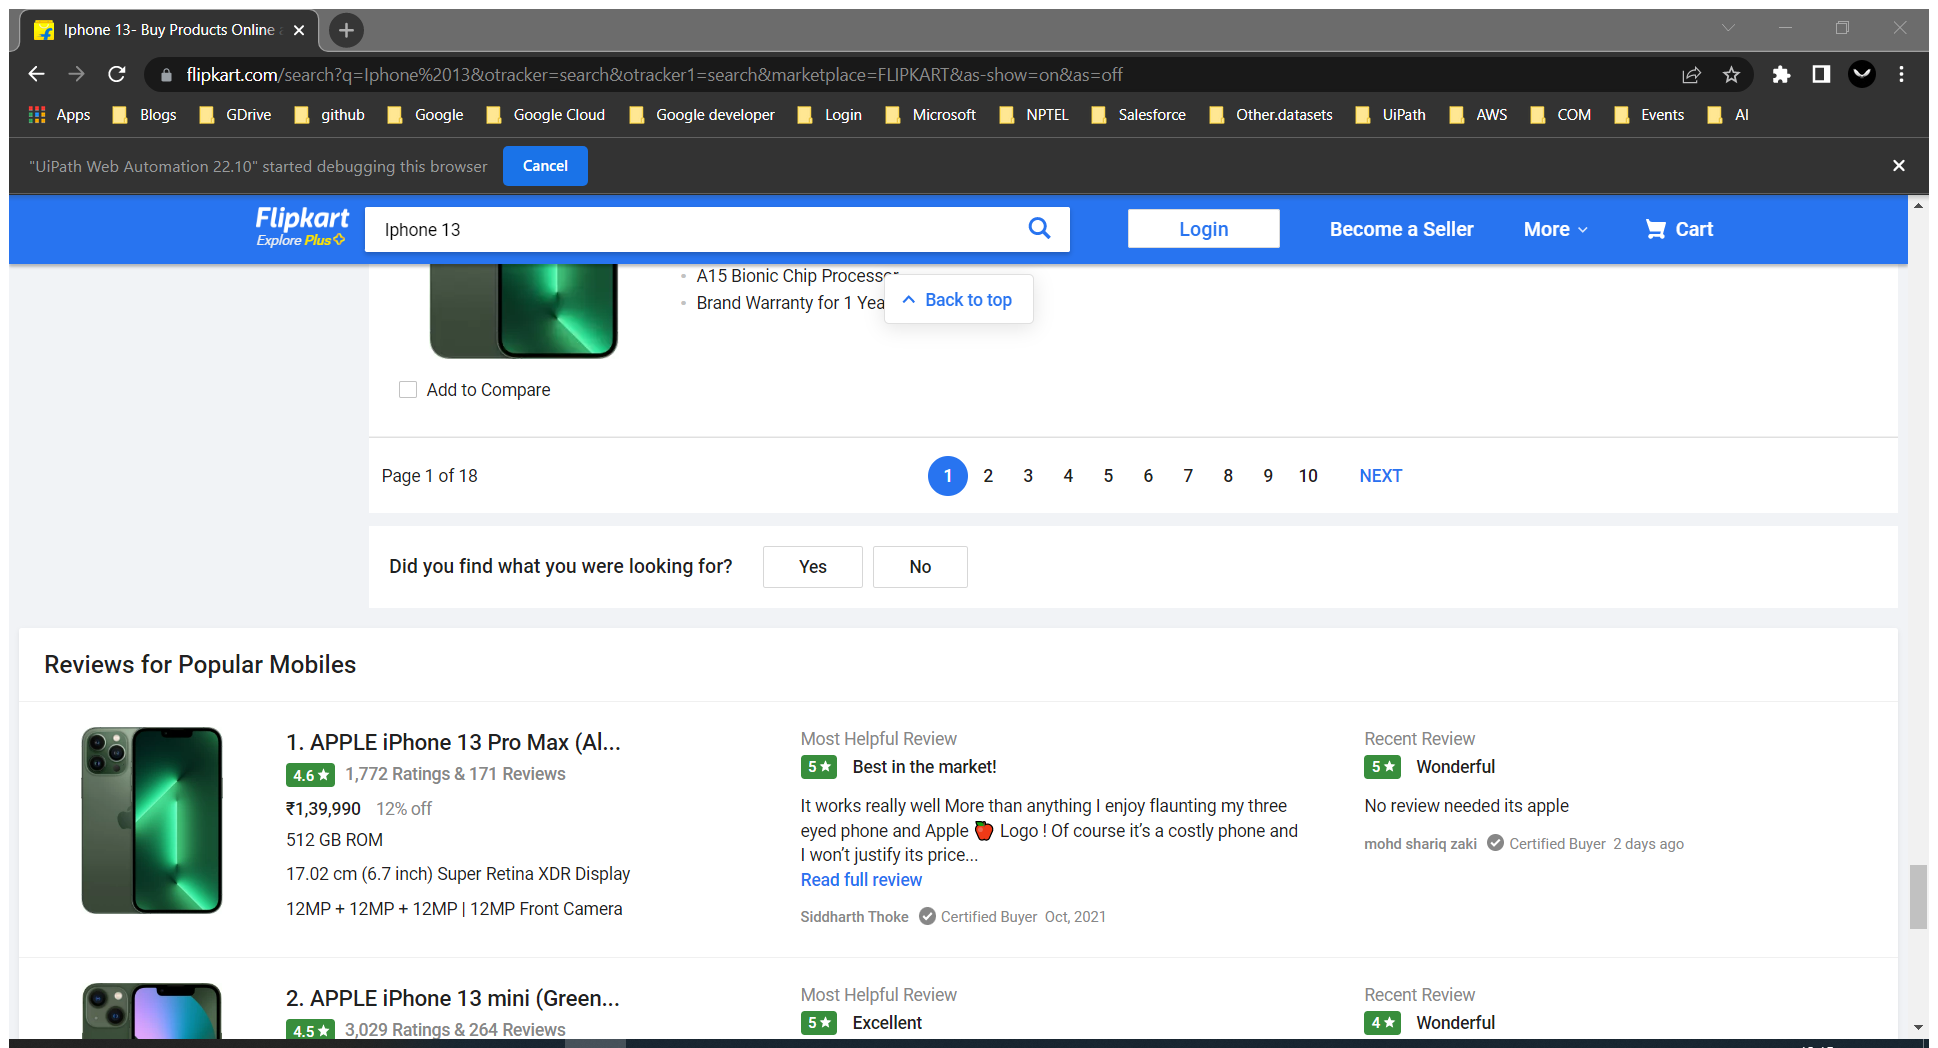 Iphone 13- Buy Products Online
flipkart.com/search?q=Iphone%2013&otracker=search&otracker1=search&marketplace=FLIPKART&as-show=on&as=off
Apps Blogs GDrive github Google Google Cloud Google developer Login Microsoft NPTEL Salesforce Other.datasets UiPath AWS COM Events AI
"UiPath Web Automation 22.10" started debugging this browser Cancel
Flipkart
Explore Plus
Iphone 13
Login Become a Seller More Cart
A15 Bionic Chip Processor
Brand Warranty for 1 Yea
Back to top
Add to Compare
Page 1 of 18 1 2 3 4 5 6 7 8 9 10 NEXT
Did you find what you were looking for? Yes No
Reviews for Popular Mobiles
1. APPLE iPhone 13 Pro Max (Al...
4.6★ 1,772 Ratings & 171 Reviews
₹1,39,990 12% off
512 GB ROM
17.02 cm (6.7 inch) Super Retina XDR Display
12MP + 12MP + 12MP | 12MP Front Camera
Most Helpful Review
5★ Best in the market!
It works really well More than anything I enjoy flaunting my three
eyed phone and Apple 🍎 Logo ! Of course it's a costly phone and
I won't justify its price...
Read full review
Siddharth Thoke Certified Buyer Oct, 2021
Recent Review
5★ Wonderful
No review needed its apple
mohd shariq zaki Certified Buyer 2 days ago
2. APPLE iPhone 13 mini (Green...
4.5★ 3,029 Ratings & 264 Reviews
Most Helpful Review
5★ Excellent
Recent Review
4★ Wonderful